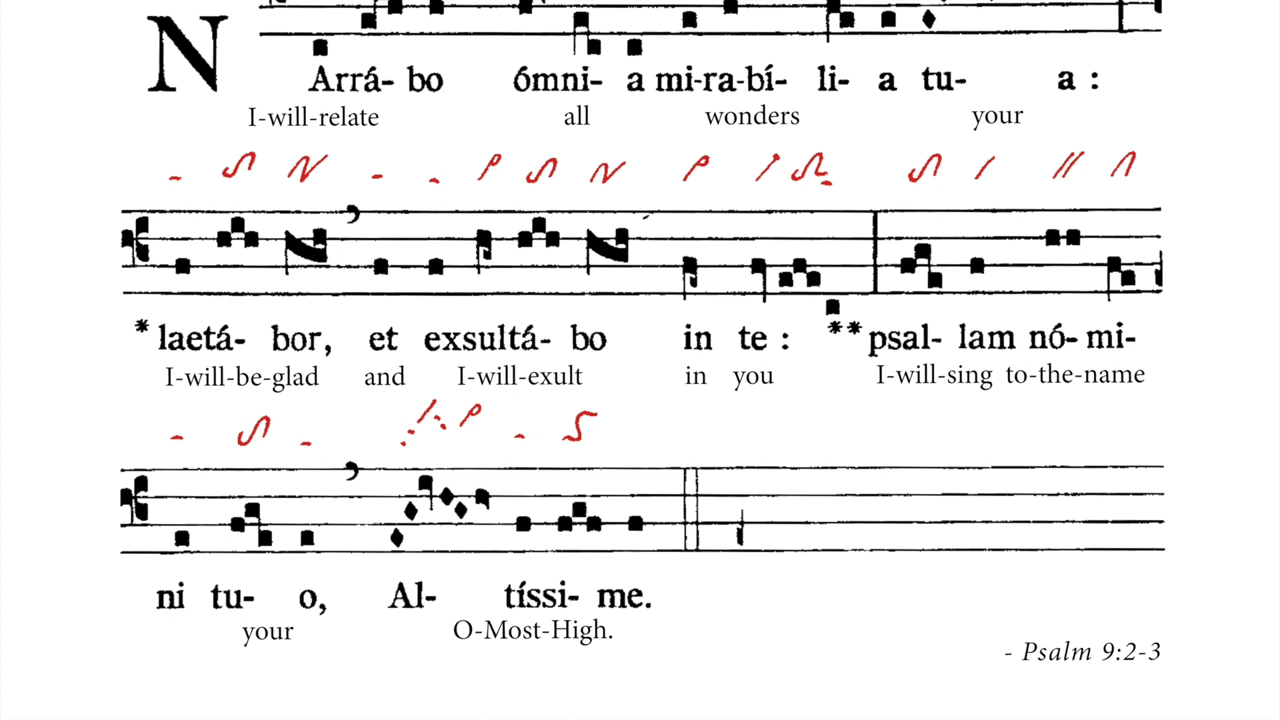 NArrá- bo ómni- a mi-ra-bí- li- a tu- a :
I-will-relate all wonders your
* laetá- bor, et exsultá- bo in te : ** psal- lam nó- mi-
I-will-be-glad and I-will-exult in you I-will-sing to-the-name
ni tu- o, Al- tíssi- me.
your O-Most-High.
- Psalm 9:2-3